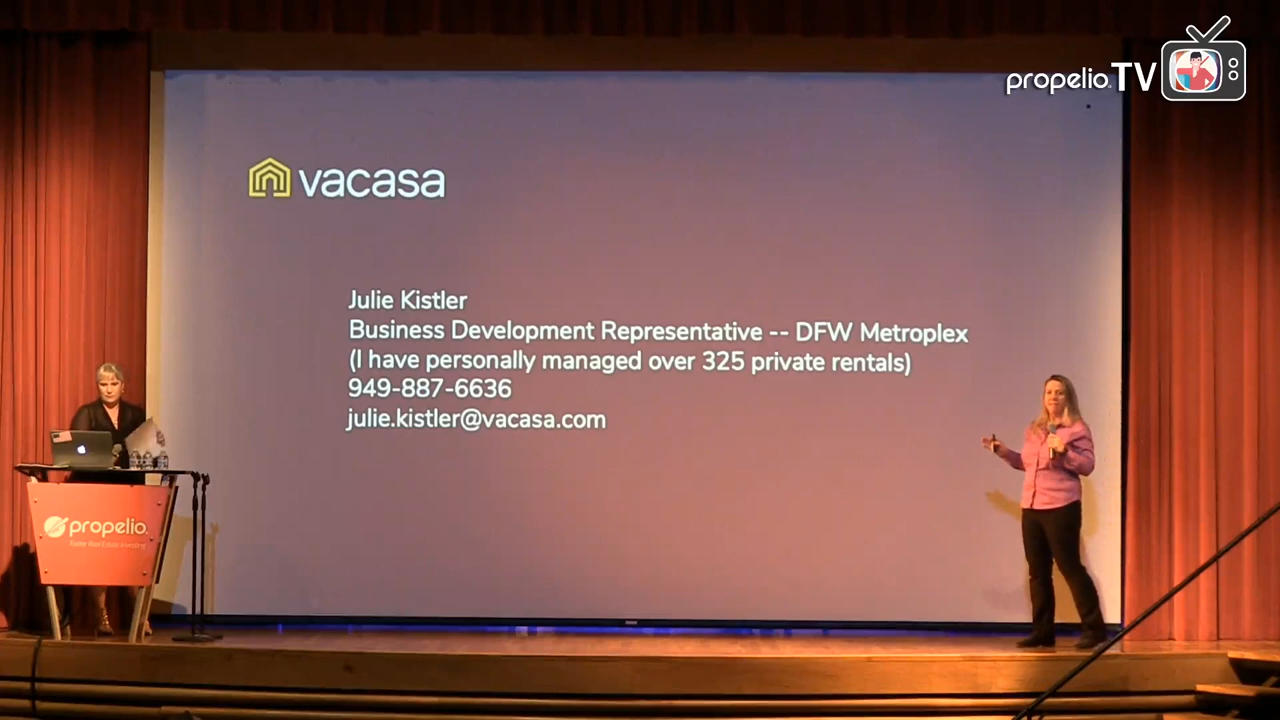 propelio.TV
vacasa
Julie Kistler
Business Development Representative -- DFW Metroplex
(I have personally managed over 325 private rentals)
949-887-6636
julie.kistler@vacasa.com
propelio.